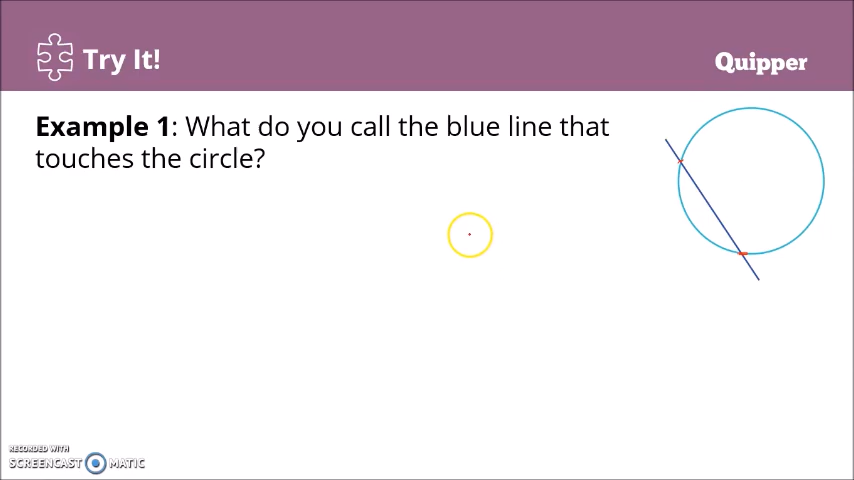 Try It!
Quipper
Example 1: What do you call the blue line that
touches the circle?
RECORDED WITH
SCREENCAST MATIC